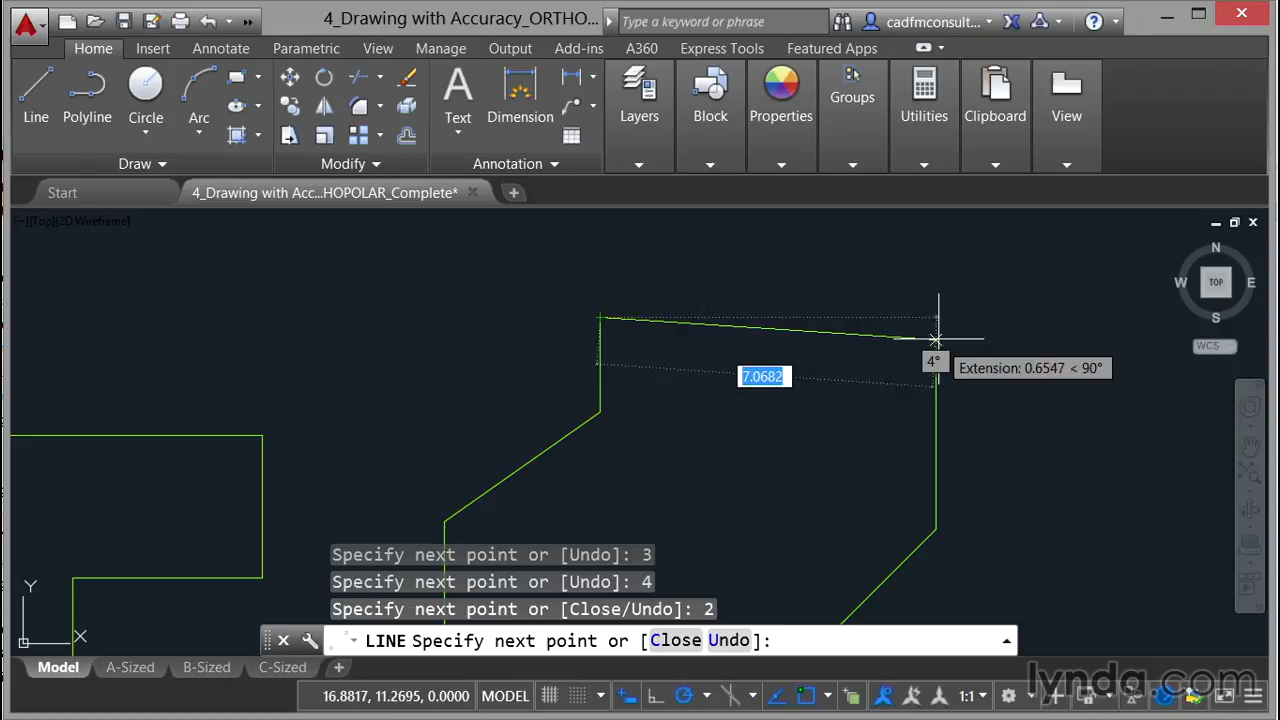 4_Drawing with Accuracy_ORTHO...
Type a keyword or phrase
cadfmconsult...
Home Insert Annotate Parametric View Manage Output Add-ins A360 Express Tools Featured Apps
Line Polyline Circle Arc
Text Dimension
Layers Block Properties Groups Utilities Clipboard View
Draw Modify Annotation
Start 4_Drawing with Acc...HOPOLAR_Complete*
−][Top][2D Wireframe]
N
W TOP E
S
WCS
4°
Extension: 0.6547 < 90°
7.0682
Specify next point or [Undo]: 3
Specify next point or [Undo]: 4
Specify next point or [Close/Undo]: 2
Y
X
LINE Specify next point or [Close Undo]:
Model A-Sized B-Sized C-Sized
lynda.com
16.8817, 11.2695, 0.0000 MODEL 1:1